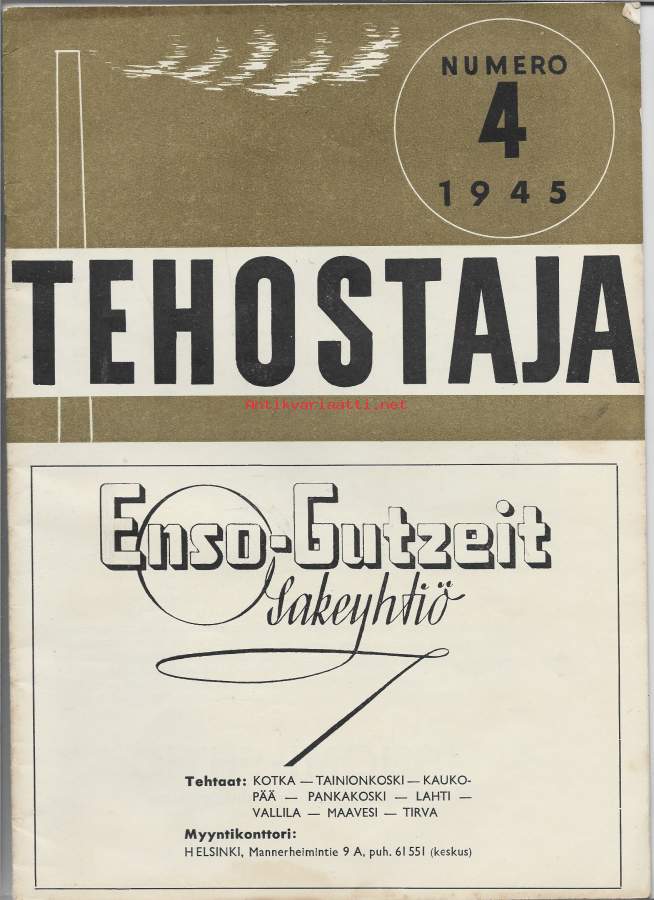 NUMERO
4
1945
TEHOSTAJA
Antikvariaatti.net
Enso-Gutzeit
Osakeyhtiö
Tehtaat: KOTKA — TAINIONKOSKI — KAUKO-
PÄÄ — PANKAKOSKI — LAHTI —
VALLILA — MAAVESI — TIRVA
Myyntikonttori:
HELSINKI, Mannerheimintie 9 A, puh. 61 551 (keskus)